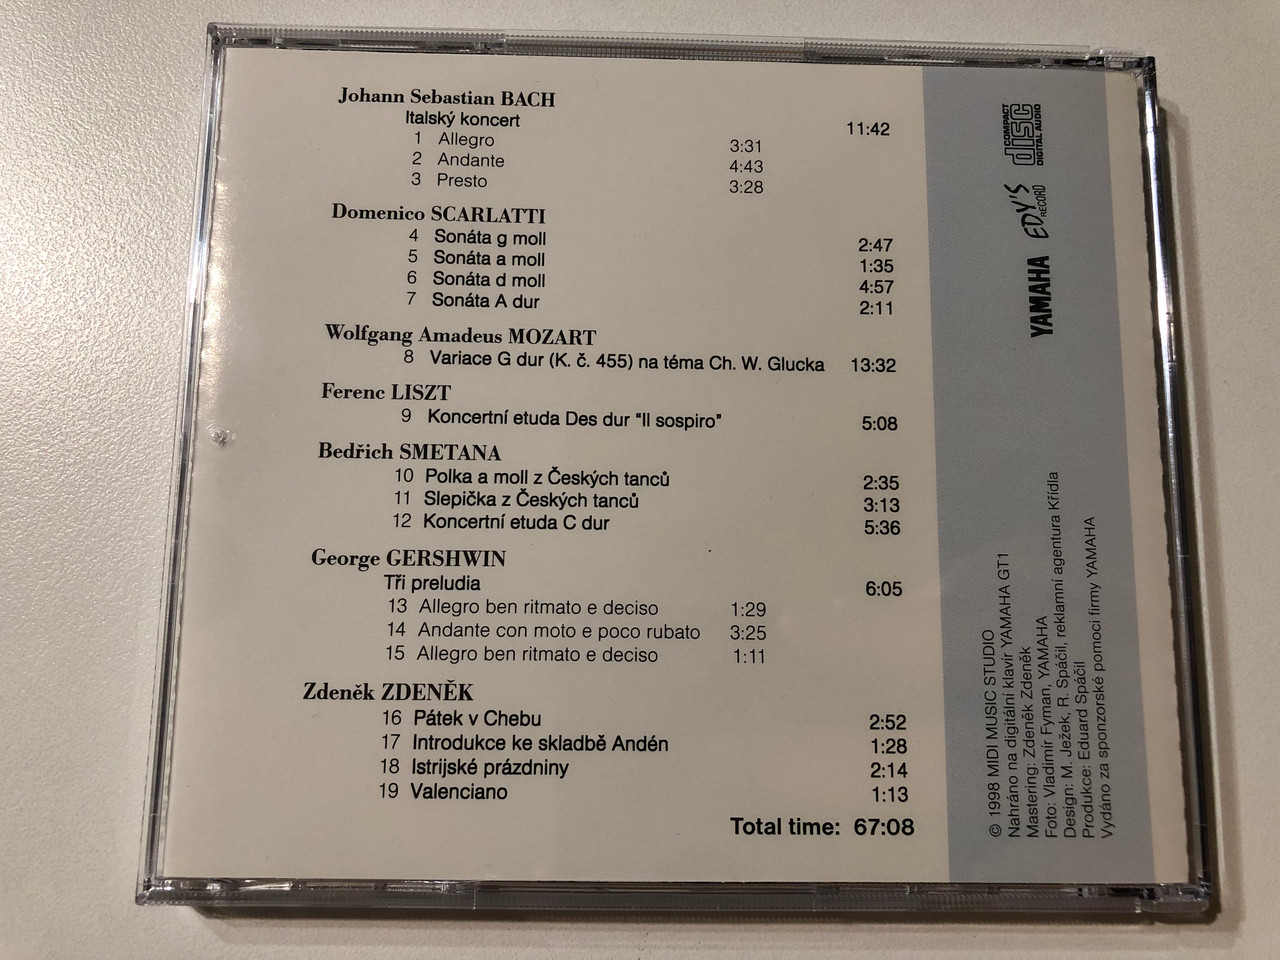 Johann Sebastian BACH
Italský koncert 11:42
1 Allegro 3:31
2 Andante 4:43
3 Presto 3:28
Domenico SCARLATTI
4 Sonáta g moll 2:47
5 Sonáta a moll 1:35
6 Sonáta d moll 4:57
7 Sonáta A dur 2:11
Wolfgang Amadeus MOZART
8 Variace G dur (K. č. 455) na téma Ch. W. Glucka 13:32
Ferenc LISZT
9 Koncertní etuda Des dur "Il sospiro" 5:08
Bedřich SMETANA
10 Polka a moll z Českých tanců 2:35
11 Slepička z Českých tanců 3:13
12 Koncertní etuda C dur 5:36
George GERSHWIN
Tři preludia 6:05
13 Allegro ben ritmato e deciso 1:29
14 Andante con moto e poco rubato 3:25
15 Allegro ben ritmato e deciso 1:11
Zdeněk ZDENĚK
16 Pátek v Chebu 2:52
17 Introdukce ke skladbě Andén 1:28
18 Istrijské prázdniny 2:14
19 Valenciano 1:13
Total time: 67:08
COMPACT
disc
DIGITAL AUDIO
EDY'S
RECORD
YAMAHA
© 1998 MIDI MUSIC STUDIO
Nahráno na digitální klavír YAMAHA GT1
Mastering: Zdeněk Zdeněk
Foto: Vladimír Fyman, YAMAHA
Design: M. Ježek, R. Spáčil, reklamní agentura Křídla
Produkce: Eduard Spáčil
Vydáno za sponzorské pomoci firmy YAMAHA